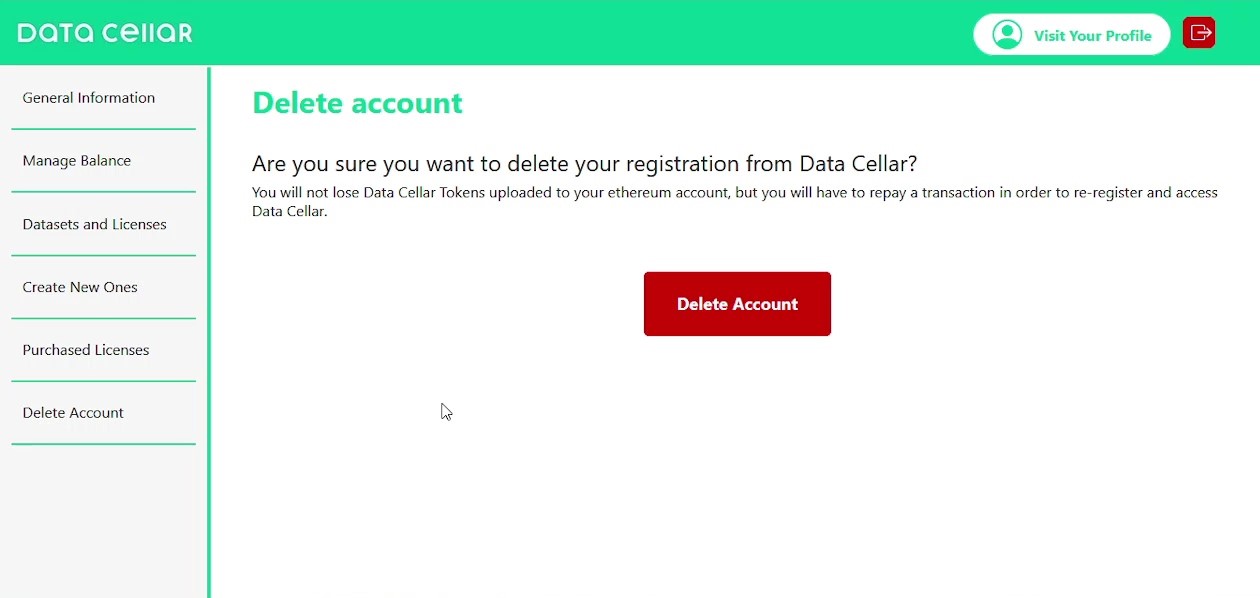 DATA CELLAR
Visit Your Profile
General Information
Manage Balance
Datasets and Licenses
Create New Ones
Purchased Licenses
Delete Account
Delete account
Are you sure you want to delete your registration from Data Cellar?
You will not lose Data Cellar Tokens uploaded to your ethereum account, but you will have to repay a transaction in order to re-register and access
Data Cellar.
Delete Account